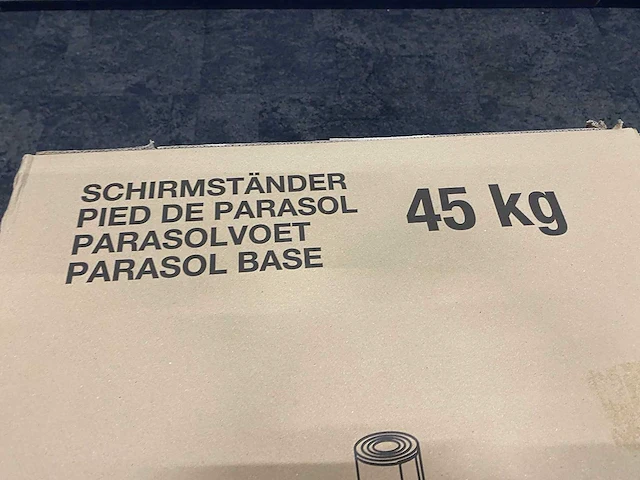 SCHIRMSTÄNDER
PIED DE PARASOL
PARASOLVOET
PARASOL BASE
45 kg